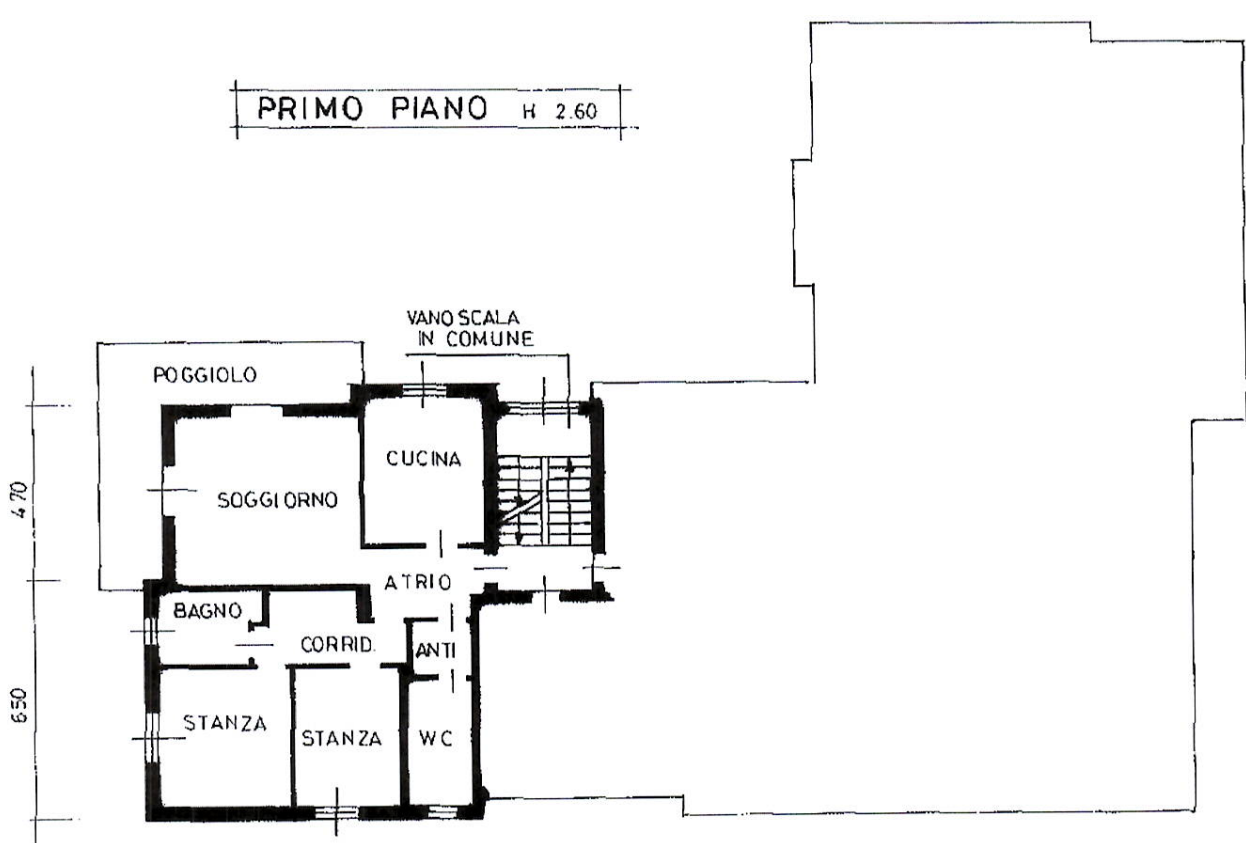 PRIMO PIANO H 2.60
VANO SCALA
IN COMUNE
POGGIOLO
CUCINA
SOGGIORNO
470
ATRIO
BAGNO
CORRID.
ANTI
630
STANZA
STANZA
WC